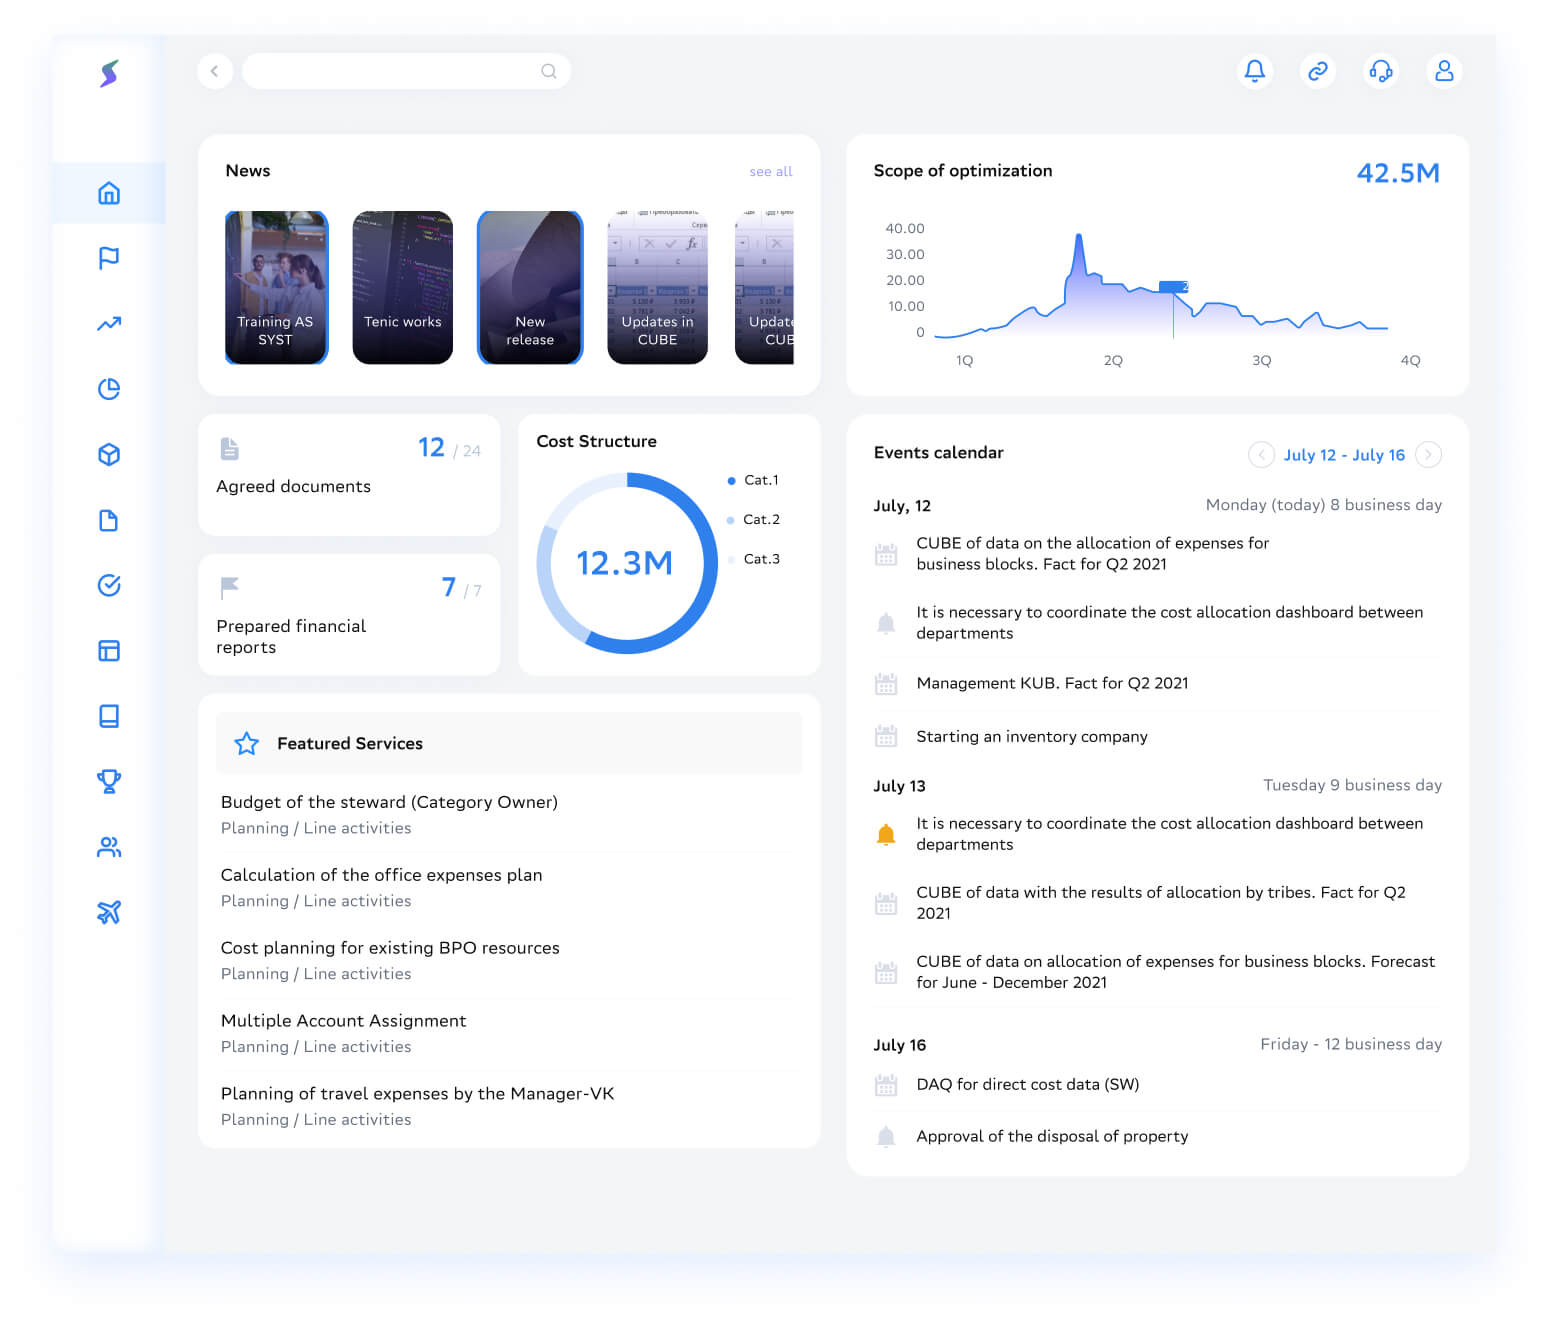 News
see all
Training AS
SYST
Tenic works
New
release
Updates in
CUBE
Update
CUB
Scope of optimization
42.5M
40.00
30.00
20.00
10.00
0
2
1Q
2Q
3Q
4Q
12 / 24
Agreed documents
7 / 7
Prepared financial
reports
Cost Structure
12.3M
Cat.1
Cat.2
Cat.3
Featured Services
Budget of the steward (Category Owner)
Planning / Line activities
Calculation of the office expenses plan
Planning / Line activities
Cost planning for existing BPO resources
Planning / Line activities
Multiple Account Assignment
Planning / Line activities
Planning of travel expenses by the Manager-VK
Planning / Line activities
Events calendar
July 12 - July 16
July, 12
Monday (today) 8 business day
CUBE of data on the allocation of expenses for
business blocks. Fact for Q2 2021
It is necessary to coordinate the cost allocation dashboard between
departments
Management KUB. Fact for Q2 2021
Starting an inventory company
July 13
Tuesday 9 business day
It is necessary to coordinate the cost allocation dashboard between
departments
CUBE of data with the results of allocation by tribes. Fact for Q2
2021
CUBE of data on allocation of expenses for business blocks. Forecast
for June - December 2021
July 16
Friday - 12 business day
DAQ for direct cost data (SW)
Approval of the disposal of property